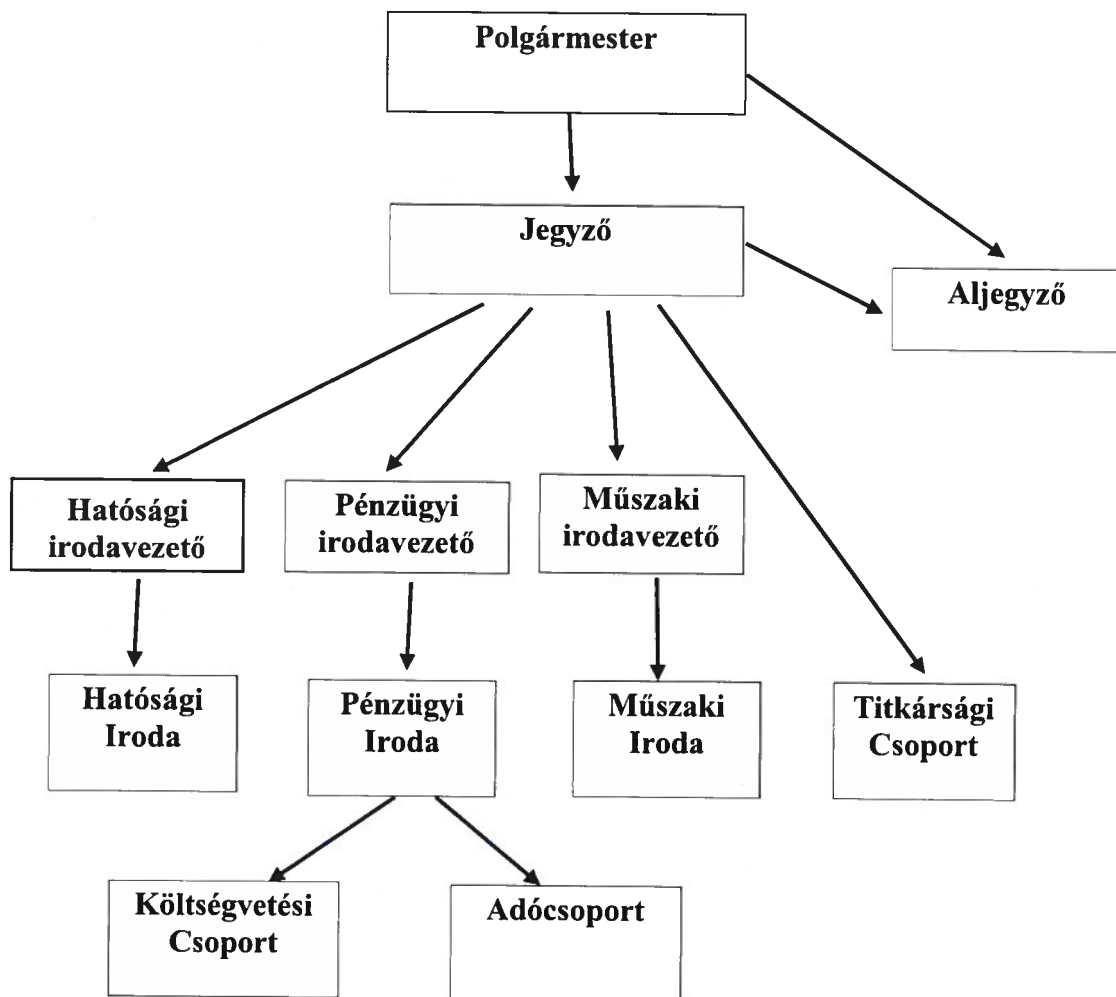 Polgármester
Jegyző
Aljegyző
Hatósági
irodavezető
Pénzügyi
irodavezető
Műszaki
irodavezető
Hatósági
Iroda
Pénzügyi
Iroda
Műszaki
Iroda
Titkársági
Csoport
Költségvetési
Csoport
Adócsoport